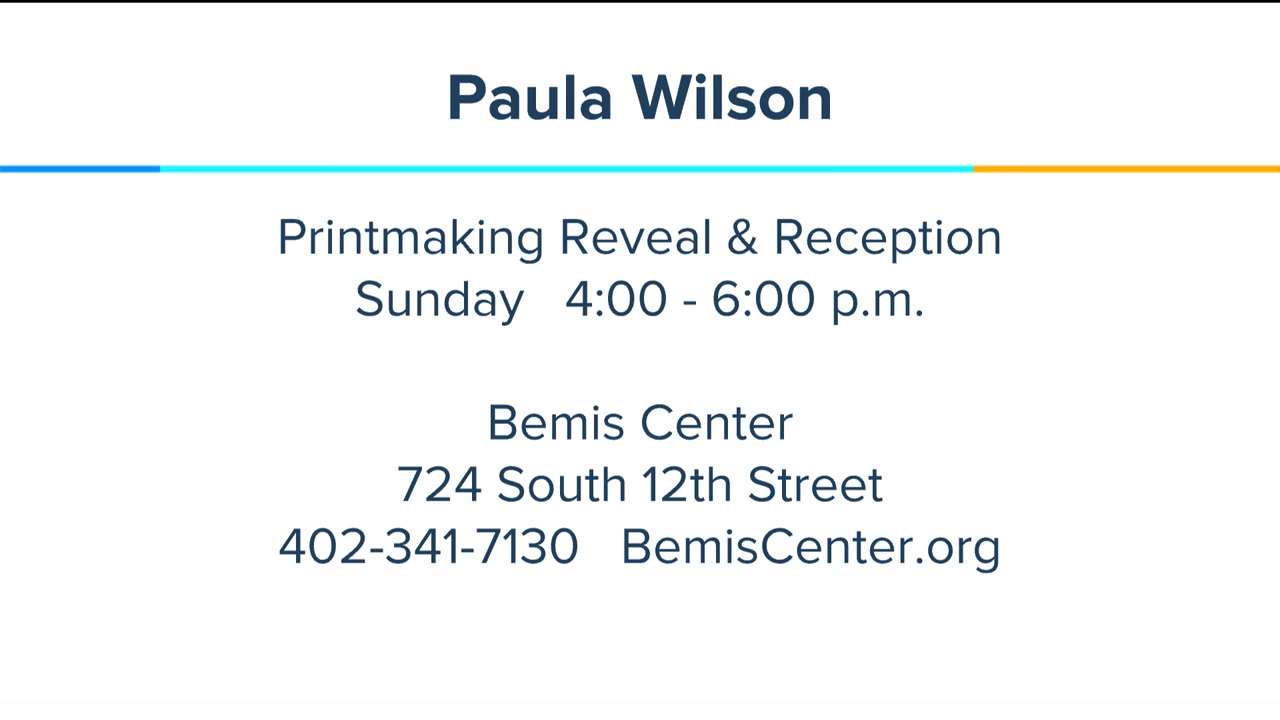 Paula Wilson
Printmaking Reveal & Reception
Sunday 4:00 - 6:00 p.m.
Bemis Center
724 South 12th Street
402-341-7130 BemisCenter.org